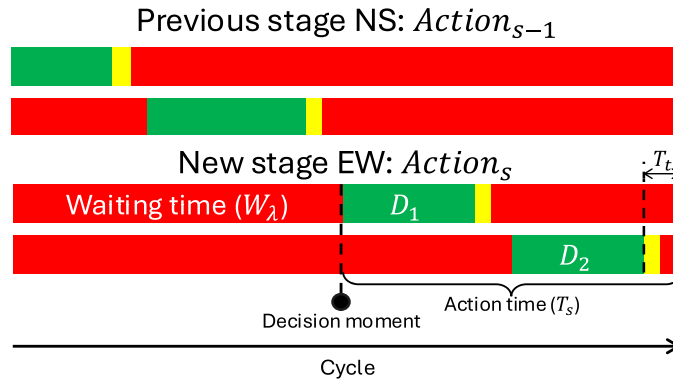 Previous stage NS: Action_{s−1}
New stage EW: Action_s
T_t
Waiting time (W_λ)
D_1
D_2
Action time (T_s)
Decision moment
Cycle